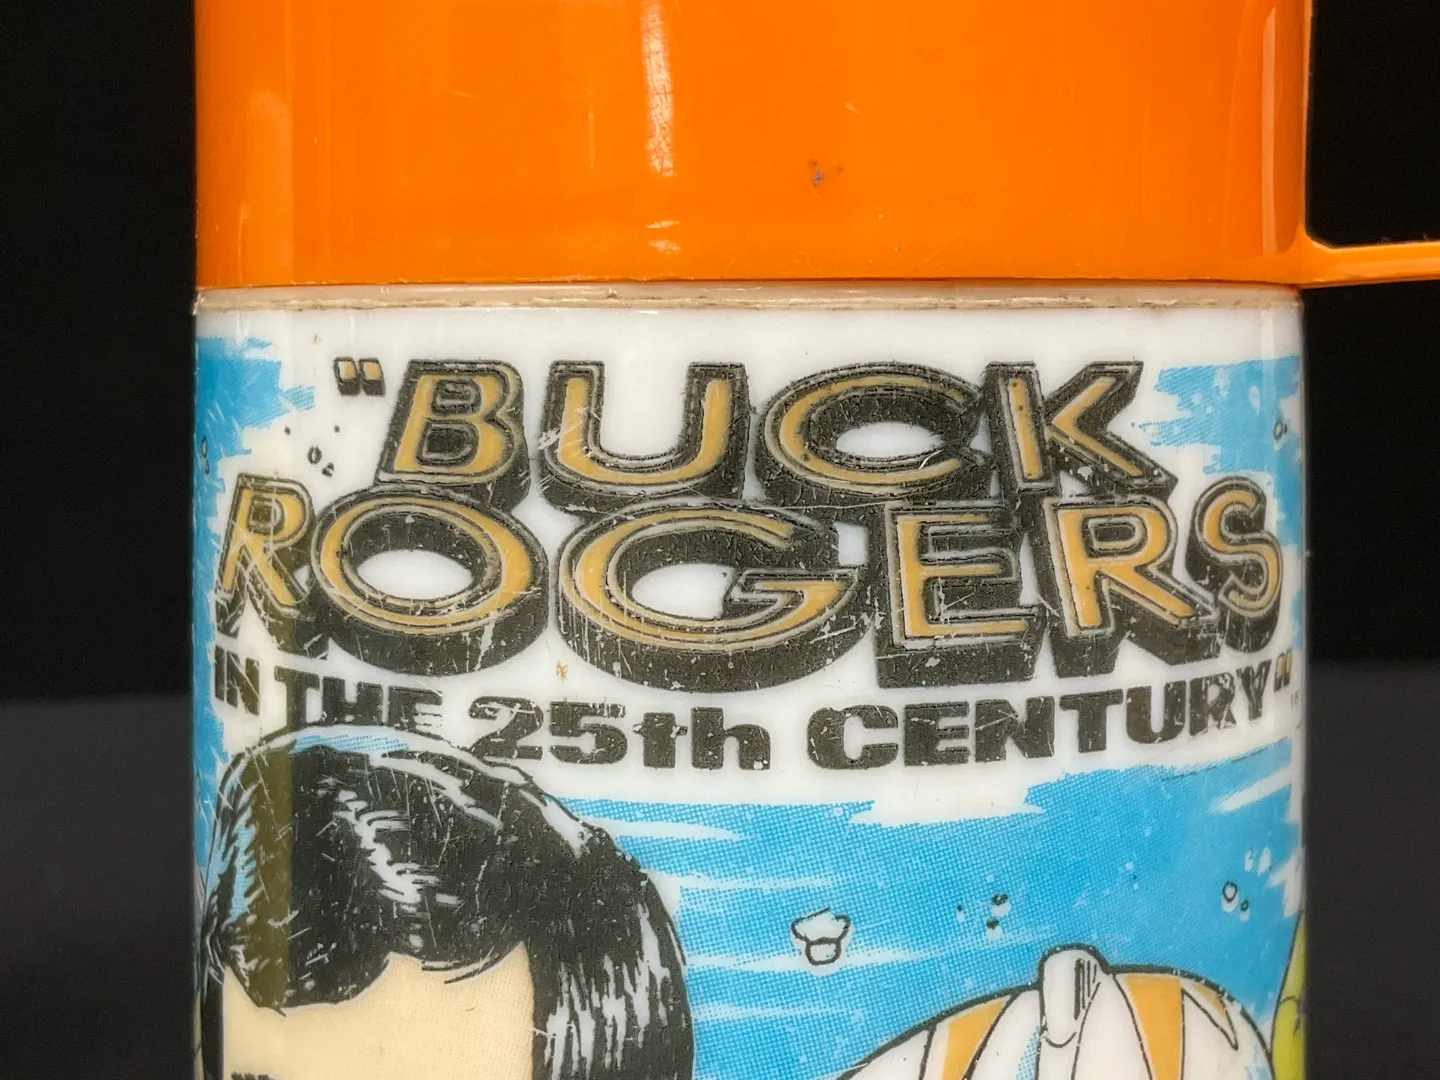 "BUCK
ROGERS
IN THE 25th CENTURY"